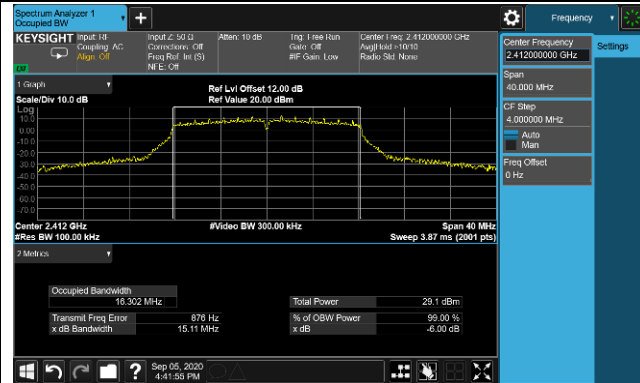 Spectrum Analyzer 1
Occupied BW
Frequency
KEYSIGHT Input: RF
Coupling: AC
Align: Off
Input Z: 50 Ω
Corrections: Off
Freq Ref: Int (S)
NFE: Off
Atten: 10 dB
Trig: Free Run
Gate: Off
#IF Gain: Low
Center Freq: 2.412000000 GHz
Avg|Hold >10/10
Radio Std: None
Center Frequency
2.412000000 GHz
Settings
Span
40.000 MHz
CF Step
4.000000 MHz
Auto
Man
Freq Offset
0 Hz
1 Graph
Scale/Div 10.0 dB
Ref Lvl Offset 12.00 dB
Ref Value 20.00 dBm
Log
10.0
0.00
-10.0
-20.0
-30.0
-40.0
-50.0
-60.0
-70.0
Center 2.412 GHz
#Video BW 300.00 kHz
Span 40 MHz
#Res BW 100.00 kHz
Sweep 3.87 ms (2001 pts)
2 Metrics
Occupied Bandwidth
16.302 MHz
Total Power 29.1 dBm
Transmit Freq Error 876 Hz
% of OBW Power 99.00 %
x dB Bandwidth 15.11 MHz
x dB -6.00 dB
Sep 05, 2020
4:41:55 PM